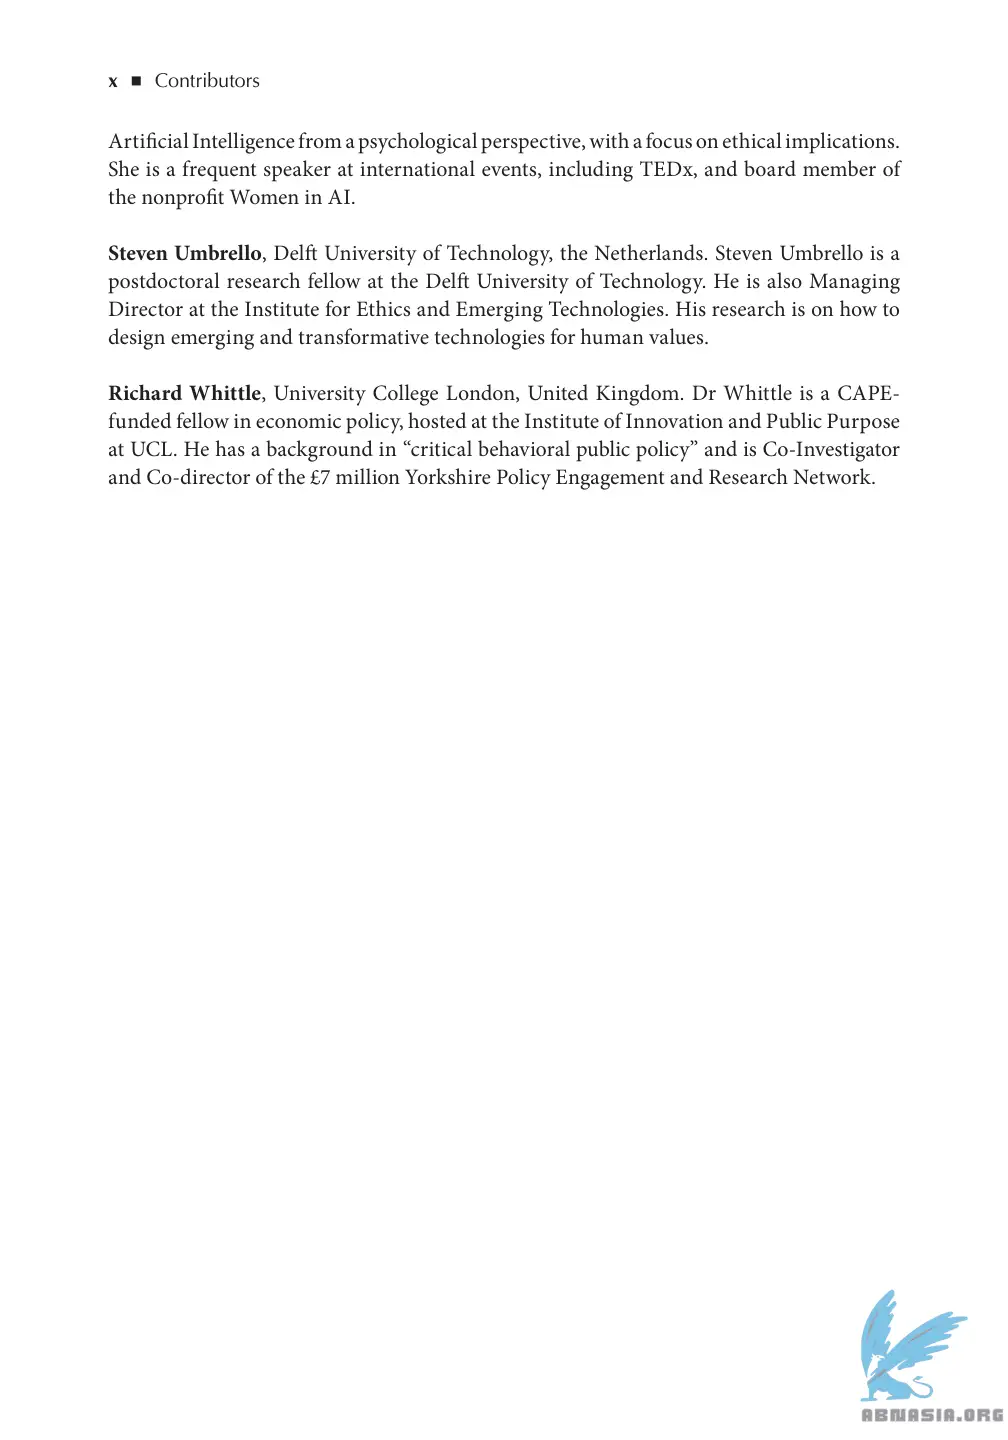 x ■ Contributors
Artificial Intelligence from a psychological perspective, with a focus on ethical implications.
She is a frequent speaker at international events, including TEDx, and board member of
the nonprofit Women in AI.
Steven Umbrello, Delft University of Technology, the Netherlands. Steven Umbrello is a
postdoctoral research fellow at the Delft University of Technology. He is also Managing
Director at the Institute for Ethics and Emerging Technologies. His research is on how to
design emerging and transformative technologies for human values.
Richard Whittle, University College London, United Kingdom. Dr Whittle is a CAPE-
funded fellow in economic policy, hosted at the Institute of Innovation and Public Purpose
at UCL. He has a background in “critical behavioral public policy” and is Co-Investigator
and Co-director of the £7 million Yorkshire Policy Engagement and Research Network.
ABNASIA.ORG